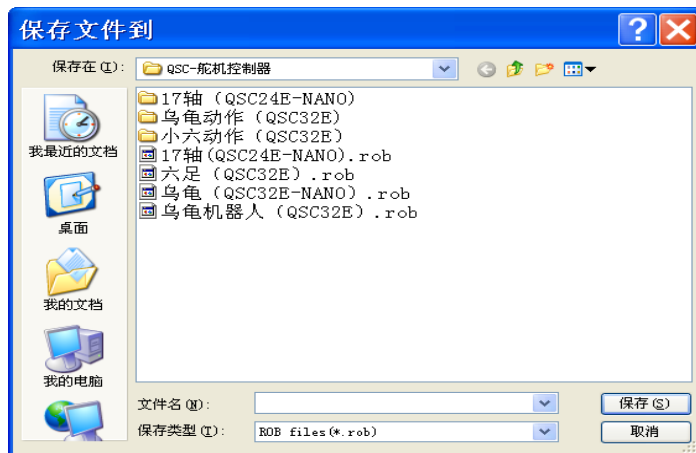 保存文件到
保存在(I):
QSC-舵机控制器
我最近的文档
桌面
我的文档
我的电脑
17轴（QSC24E-NANO）
乌龟动作（QSC32E）
小六动作（QSC32E）
17轴(QSC24E-NANO).rob
六足（QSC32E）.rob
乌龟（QSC32E-NANO）.rob
乌龟机器人（QSC32E）.rob
文件名(N):
保存(S)
保存类型(T):
ROB files(*.rob)
取消